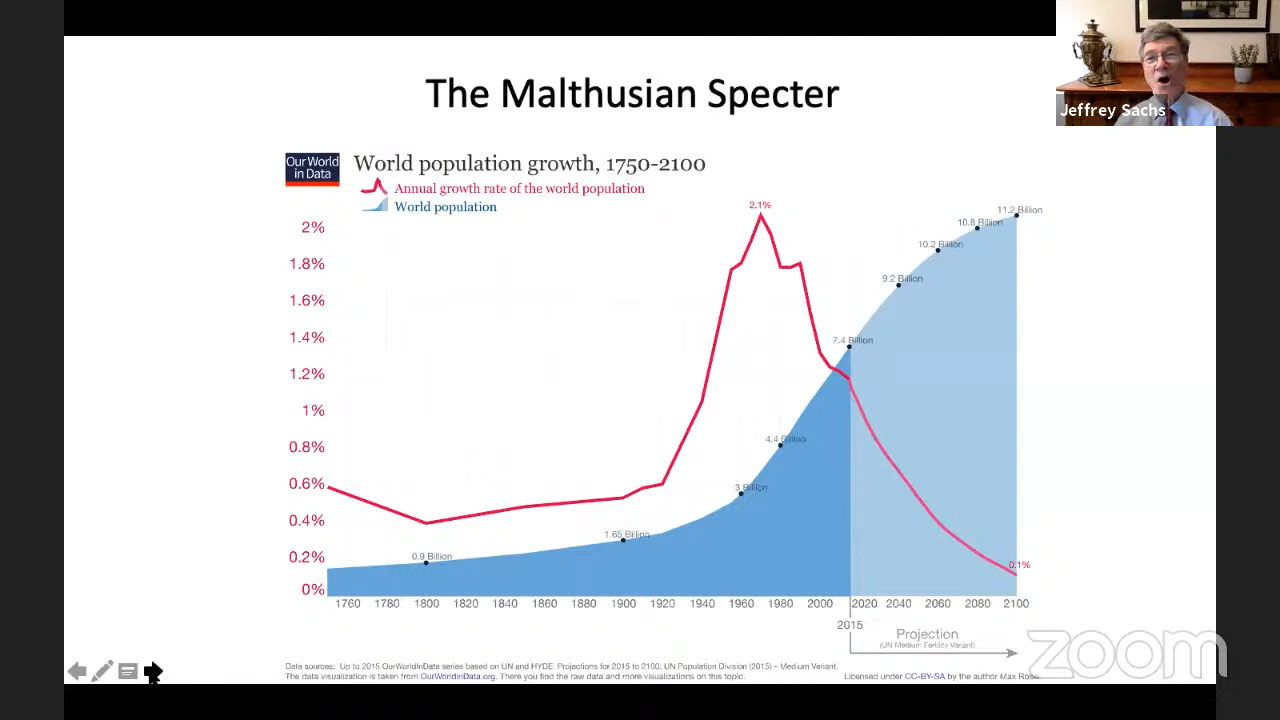 The Malthusian Specter
Jeffrey Sachs
Our World
in Data
World population growth, 1750-2100
Annual growth rate of the world population
World population
2%
1.8%
1.6%
1.4%
1.2%
1%
0.8%
0.6%
0.4%
0.2%
0%
2.1%
0.9 Billion
1.65 Billion
3 Billion
4.4 Billion
7.4 Billion
9.2 Billion
10.2 Billion
10.8 Billion
11.2 Billion
0.1%
1760 1780 1800 1820 1840 1860 1880 1900 1920 1940 1960 1980 2000 2020 2040 2060 2080 2100
2015
Projection
(UN Medium Fertility Variant)
Data sources: Up to 2015 OurWorldInData series based on UN and HYDE. Projections for 2015 to 2100: UN Population Division (2015) – Medium Variant.
The data visualization is taken from OurWorldinData.org. There you find the raw data and more visualizations on this topic.
Licensed under CC-BY-SA by the author Max Roser
zoom